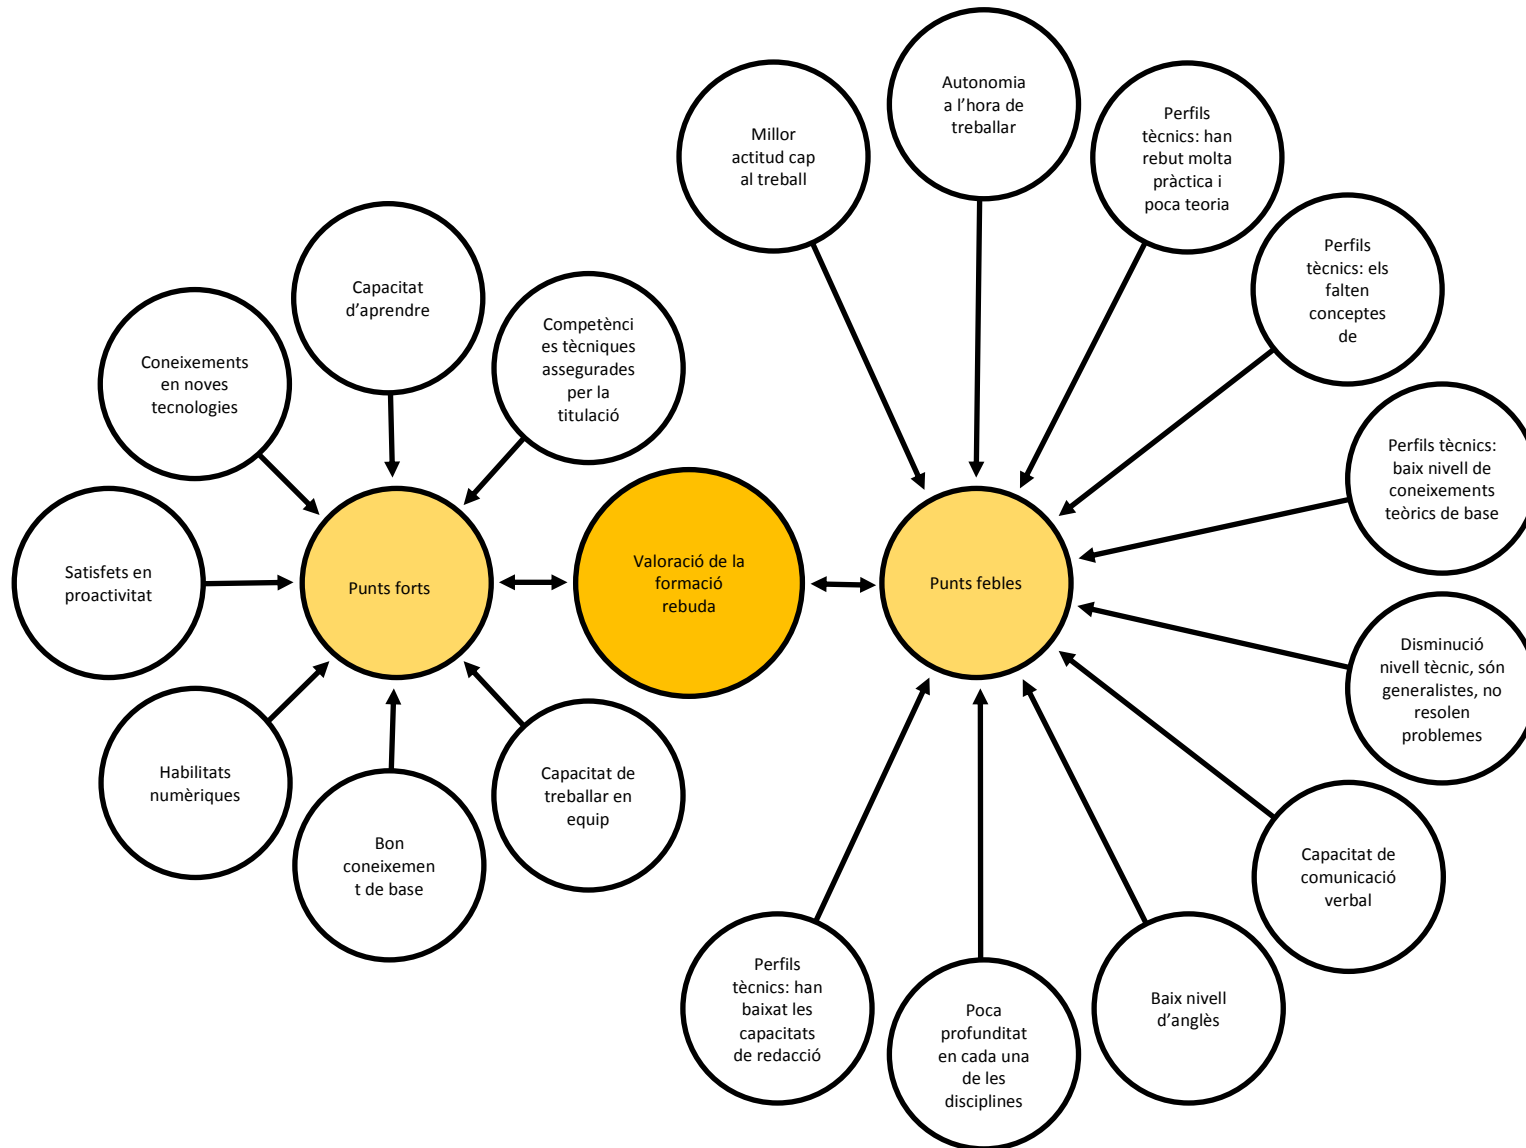 Autonomia
a l’hora de
treballar
Millor
actitud cap
al treball
Perfils
tècnics: han
rebut molta
pràctica i
poca teoria
Perfils
tècnics: els
falten
conceptes
de
Capacitat
d’aprendre
Coneixements
en noves
tecnologies
Competènci
es tècniques
assegurades
per la
titulació
Perfils tècnics:
baix nivell de
coneixements
teòrics de base
Satisfets en
proactivitat
Punts forts
Valoració de la
formació
rebuda
Punts febles
Disminució
nivell tècnic, són
generalistes, no
resolen
problemes
Habilitats
numèriques
Bon
coneixemen
t de base
Capacitat de
treballar en
equip
Capacitat de
comunicació
verbal
Perfils
tècnics: han
baixat les
capacitats
de redacció
Poca
profunditat
en cada una
de les
disciplines
Baix nivell
d’anglès